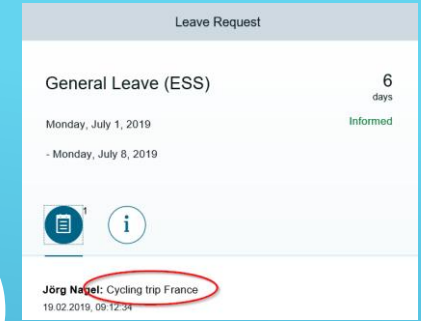 Leave Request
General Leave (ESS)
6
days
Monday, July 1, 2019
Informed
- Monday, July 8, 2019
1
i
Jörg Nagel: Cycling trip France
19.02.2019, 09:12:34